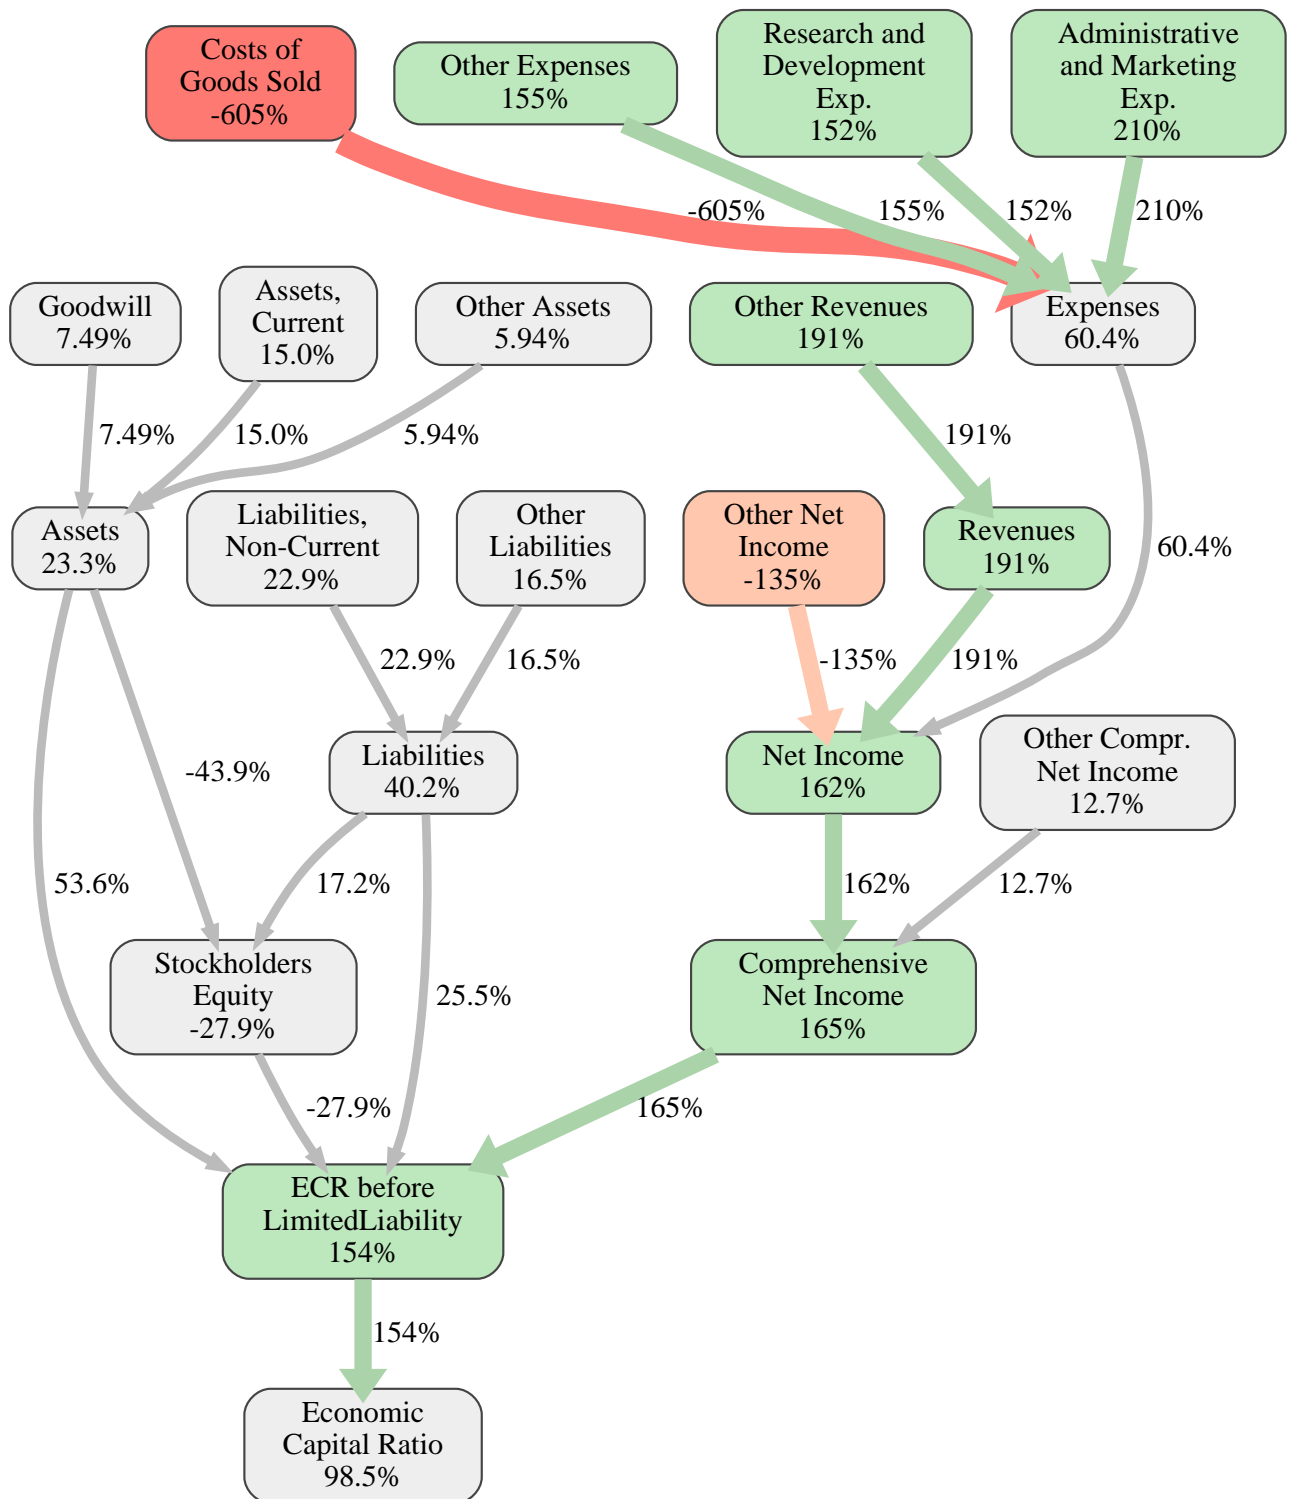 Costs of
Goods Sold
-605%
Other Expenses
155%
Research and
Development
Exp.
152%
Administrative
and Marketing
Exp.
210%
-605%
155%
152%
210%
Goodwill
7.49%
Assets,
Current
15.0%
Other Assets
5.94%
Other Revenues
191%
Expenses
60.4%
7.49%
15.0%
5.94%
191%
Assets
23.3%
Liabilities,
Non-Current
22.9%
Other
Liabilities
16.5%
Other Net
Income
-135%
Revenues
191%
60.4%
22.9%
16.5%
-135%
191%
-43.9%
Liabilities
40.2%
Net Income
162%
Other Compr.
Net Income
12.7%
53.6%
17.2%
162%
12.7%
Stockholders
Equity
-27.9%
25.5%
Comprehensive
Net Income
165%
-27.9%
165%
ECR before
LimitedLiability
154%
154%
Economic
Capital Ratio
98.5%